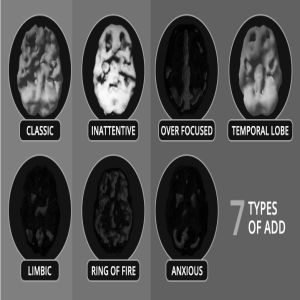 CLASSIC
INATTENTIVE
OVER FOCUSED
TEMPORAL LOBE
LIMBIC
RING OF FIRE
ANXIOUS
7 TYPES
OF ADD